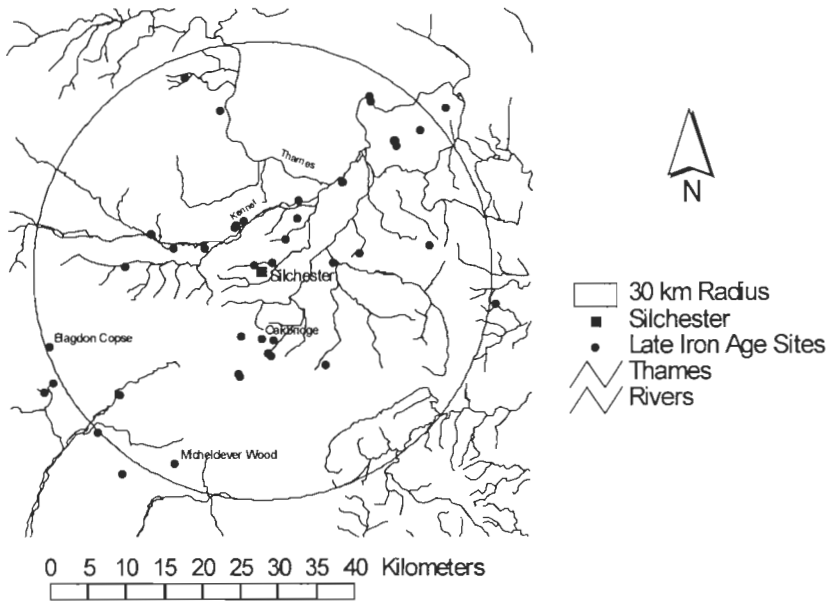 Thames
Kennet
Silchester
Oakbridge
Blagdon Copse
Micheldever Wood
N
30 km Radius
Silchester
Late Iron Age Sites
Thames
Rivers
0 5 10 15 20 25 30 35 40 Kilometers